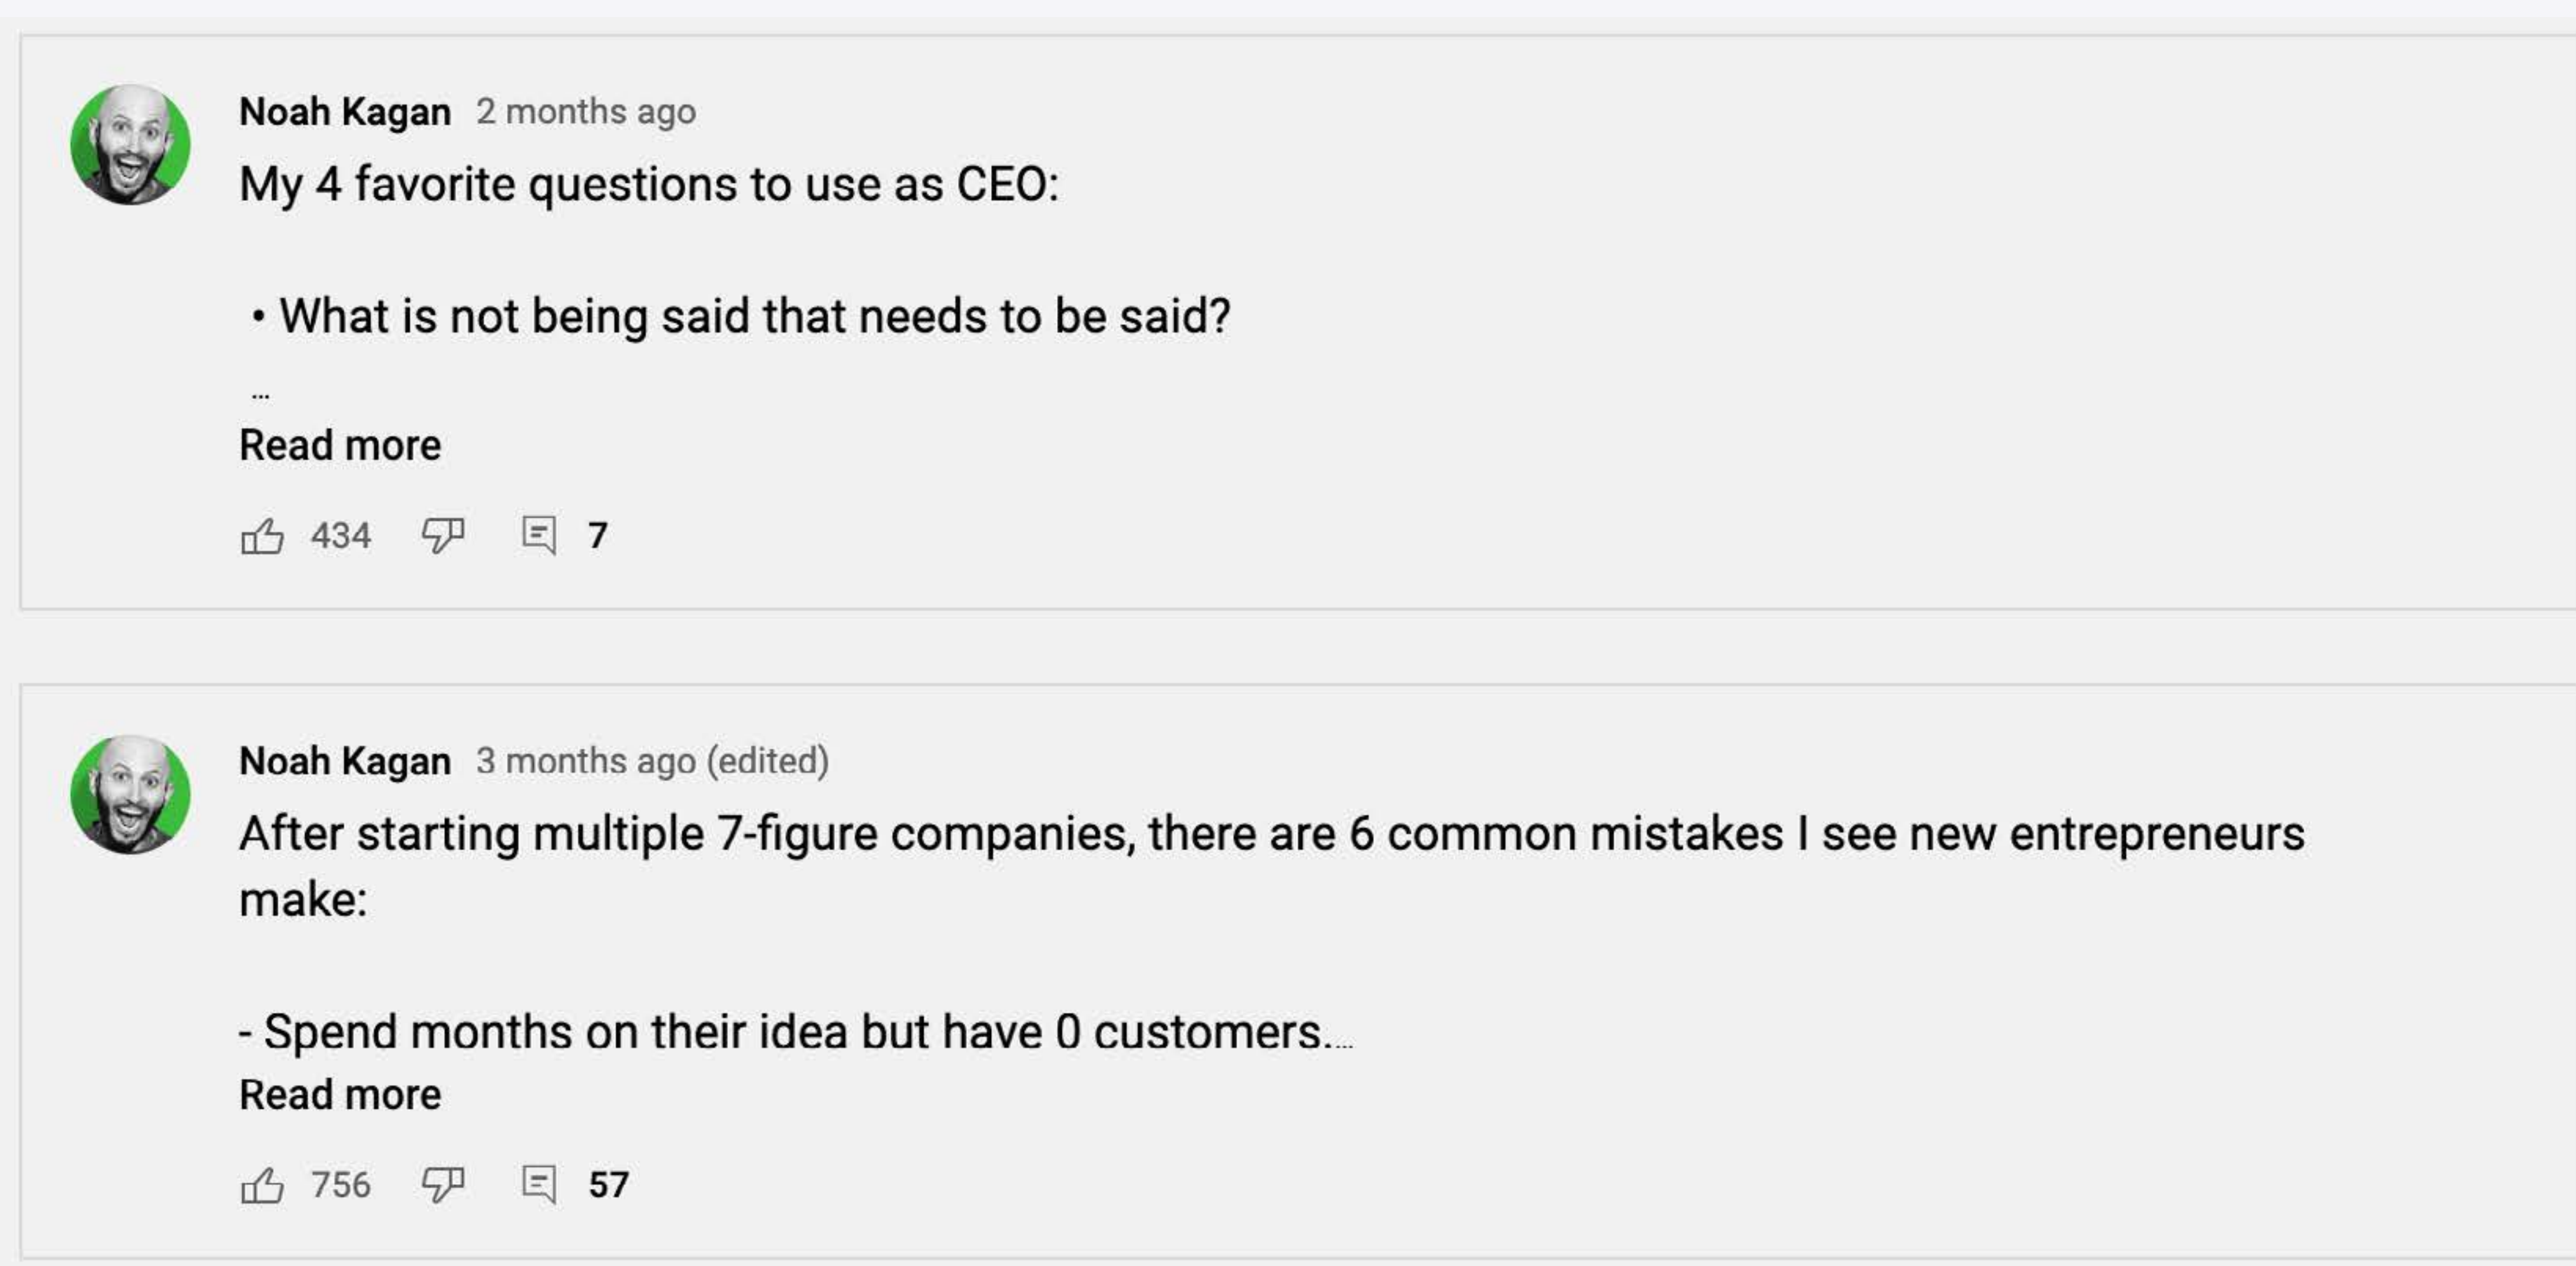 Noah Kagan 2 months ago
My 4 favorite questions to use as CEO:
• What is not being said that needs to be said?
...
Read more
434 7
Noah Kagan 3 months ago (edited)
After starting multiple 7-figure companies, there are 6 common mistakes I see new entrepreneurs
make:
- Spend months on their idea but have 0 customers....
Read more
756 57